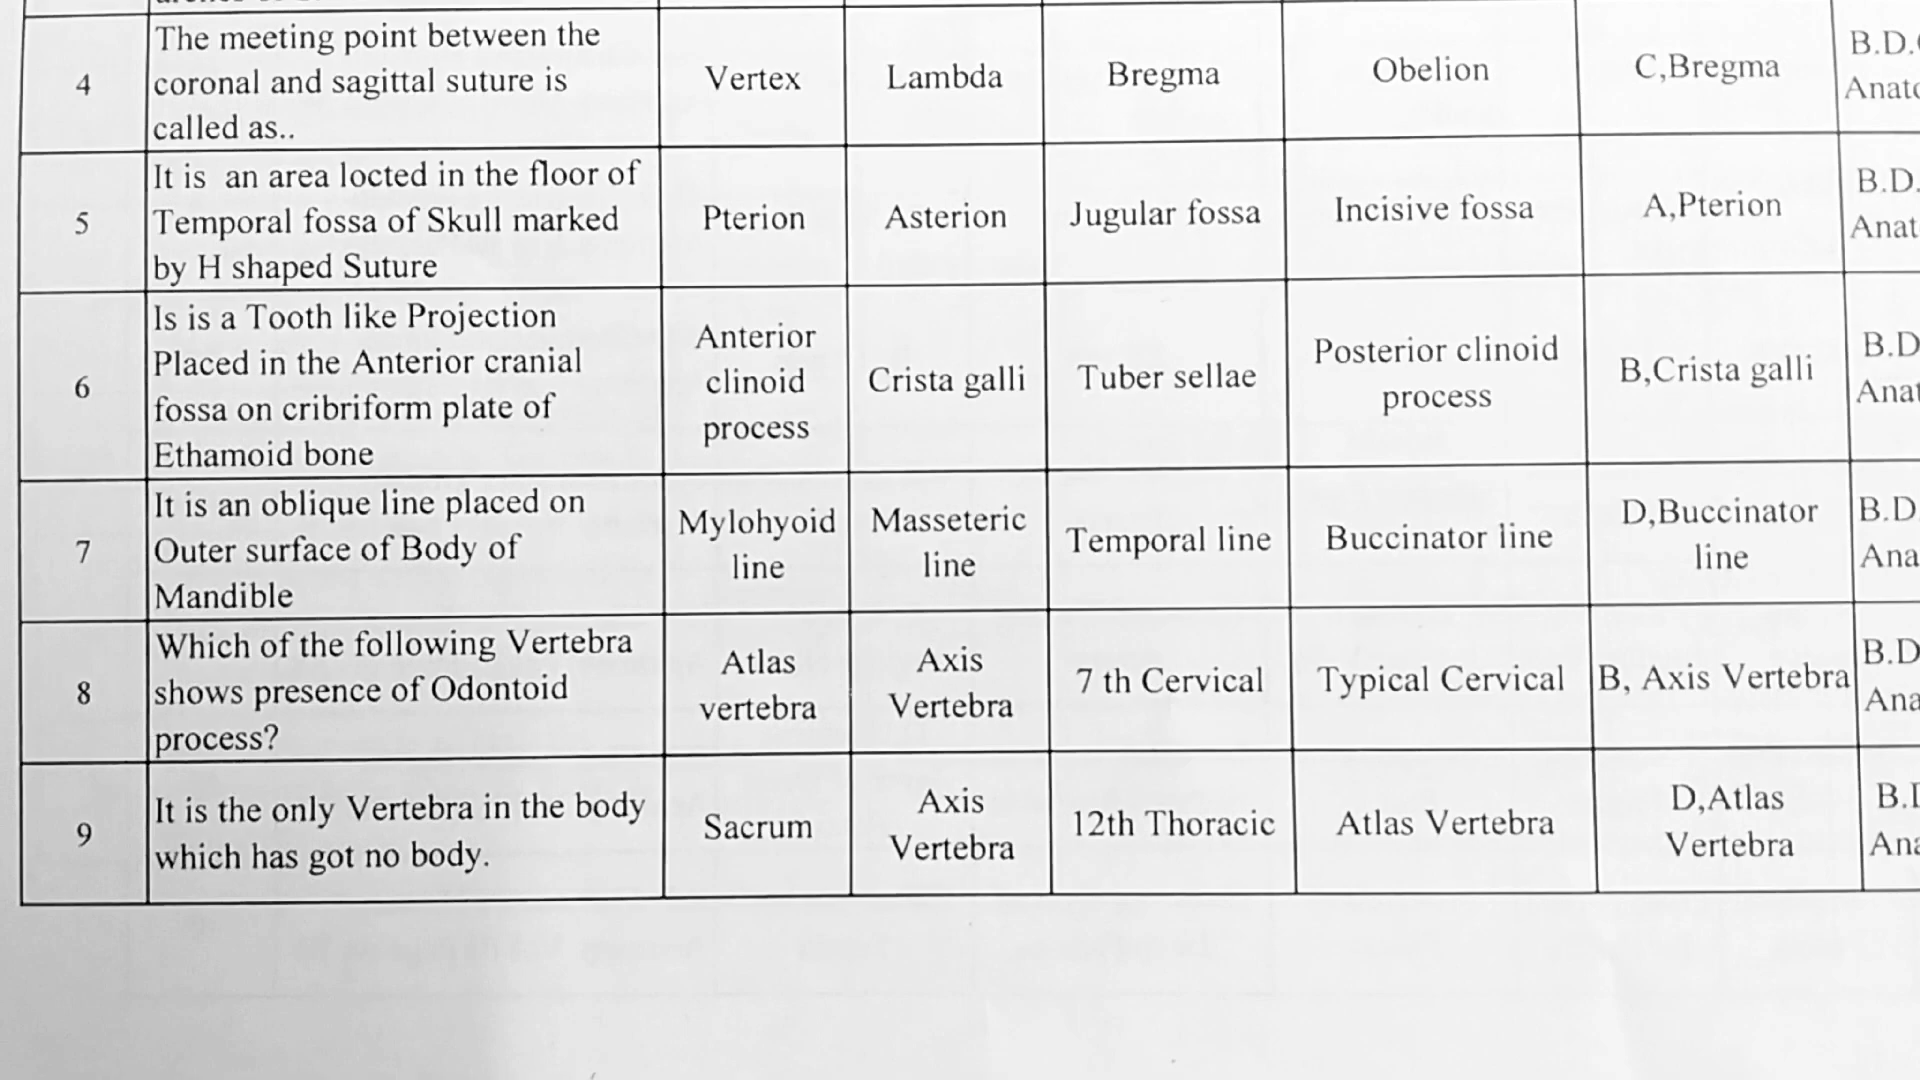 4
The meeting point between the
coronal and sagittal suture is
called as..
Vertex
Lambda
Bregma
Obelion
C,Bregma
B.D.
5
It is an area locted in the floor of
Temporal fossa of Skull marked
by H shaped Suture
Pterion
Asterion
Jugular fossa
Incisive fossa
A,Pterion
B.D.
Anat
6
Is is a Tooth like Projection
Placed in the Anterior cranial
fossa on cribriform plate of
Ethamoid bone
Anterior
clinoid
process
Crista galli
Tuber sellae
Posterior clinoid
process
B,Crista galli
B.D
Anat
7
It is an oblique line placed on
Outer surface of Body of
Mandible
Mylohyoid
line
Masseteric
line
Temporal line
Buccinator line
D,Buccinator
line
B.D
Ana
8
Which of the following Vertebra
shows presence of Odontoid
process?
Atlas
vertebra
Axis
Vertebra
7 th Cervical
Typical Cervical
B, Axis Vertebra
B.D
Ana
9
It is the only Vertebra in the body
which has got no body.
Sacrum
Axis
Vertebra
12th Thoracic
Atlas Vertebra
D,Atlas
Vertebra